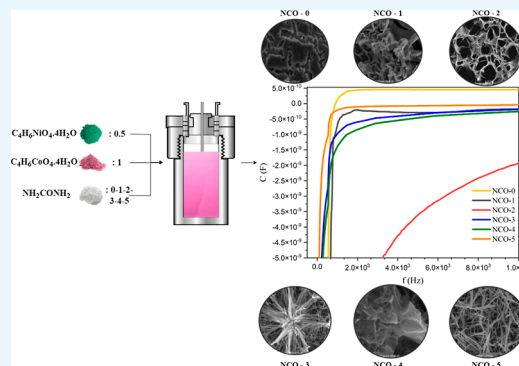 NCO - 0 NCO - 1 NCO - 2
C4H6NiO4.4H2O : 0.5
C4H6CoO4.4H2O : 1
NH2CONH2 : 0-1-2-
3-4-5
5.0×10⁻¹⁰
0.0
-5.0×10⁻¹⁰
-1.0×10⁻⁹
-1.5×10⁻⁹
-2.0×10⁻⁹
-2.5×10⁻⁹
-3.0×10⁻⁹
-3.5×10⁻⁹
-4.0×10⁻⁹
-4.5×10⁻⁹
-5.0×10⁻⁹
C (F)
NCO-0
NCO-1
NCO-2
NCO-3
NCO-4
NCO-5
0.0 2.0×10³ 4.0×10³ 6.0×10³ 8.0×10³
f (Hz)
NCO - 3 NCO - 4 NCO - 5